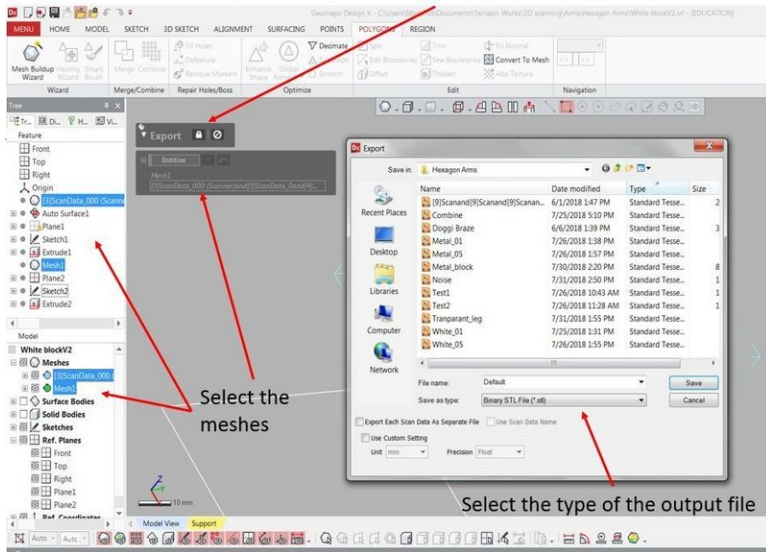 Geomagic Design X - C:\Users\M Documents\Terrapin Works\3D scanning\Arms\Hexagon Arms\White blockV2.xrl - [EDUCATION]
MENU HOME MODEL SKETCH 3D SKETCH ALIGNMENT SURFACING POINTS POLYGONS REGION
Mesh Buildup Wizard
Healing Wizard
Smart Brush
Merge Combine
Fill Holes
Defeature
Remove Markers
Enhance Shape
Global Remesh
Decimate
Smooth
Split
Edit Boundaries
Offset
Trim
Sew Boundaries
Thicken
Fix Normal
Convert To Mesh
Add Texture
Wizard Merge/Combine Repair Holes/Boss Optimize Edit Navigation
Tree
Tr... Di... H... Vi...
Feature
Front
Top
Right
Origin
[3]ScanData_000 (Scanne
Auto Surface1
Plane1
Sketch1
Extrude1
Mesh1
Plane2
Sketch2
Extrude2
Model
White blockV2
Meshes
[3]ScanData_000 (
Mesh1
Surface Bodies
Solid Bodies
Sketches
Ref. Planes
Front
Top
Right
Plane1
Plane2
Ref. Coordinates
Export
Entities
Mesh1
[3]ScanData_000 (Scanner)and[3]ScanData_0and[4]...
Select the
meshes
10 mm
Export
Save in: Hexagon Arms
Recent Places
Desktop
Libraries
Computer
Network
Name Date modified Type Size
[9]Scanand[9]Scanand[9]Scanan... 6/1/2018 1:47 PM Standard Tesse... 2
Combine 7/25/2018 5:10 PM Standard Tesse...
Doggi Braze 6/6/2018 1:39 PM Standard Tesse... 3
Metal_01 7/26/2018 1:38 PM Standard Tesse...
Metal_05 7/26/2018 1:57 PM Standard Tesse...
Metal_block 7/30/2018 2:20 PM Standard Tesse... 8
Noise 7/31/2018 2:50 PM Standard Tesse... 1
Test1 7/26/2018 10:43 AM Standard Tesse... 1
Test2 7/26/2018 11:28 AM Standard Tesse... 1
Tranparant_leg 7/31/2018 1:55 PM Standard Tesse...
White_01 7/25/2018 1:31 PM Standard Tesse...
White_05 7/26/2018 1:55 PM Standard Tesse...
File name: Default Save
Save as type: Binary STL File (*.stl) Cancel
Export Each Scan Data As Separate File Use Scan Data Name
Use Custom Setting
Unit mm Precision Float
Select the type of the output file
Model View Support
Auto Auto